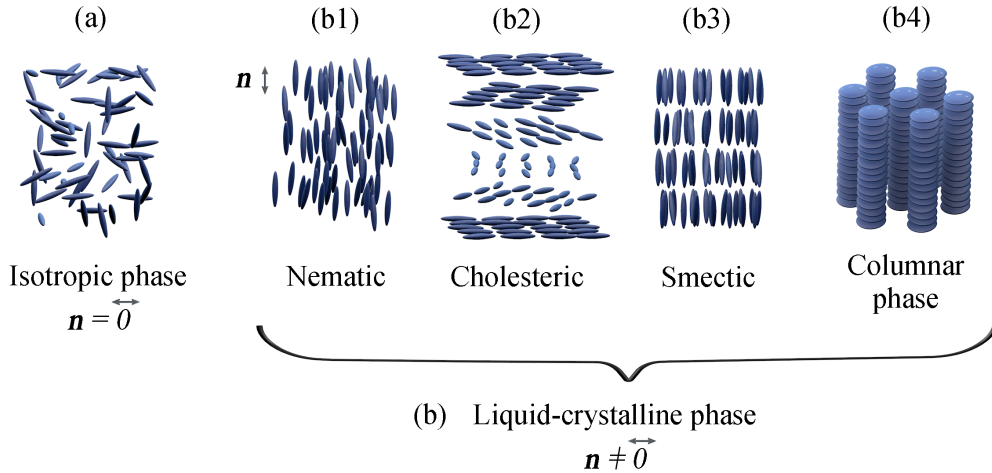 (a)
(b1)
(b2)
(b3)
(b4)
n
Isotropic phase
n = 0
Nematic
Cholesteric
Smectic
Columnar
phase
(b) Liquid-crystalline phase
n ≠ 0